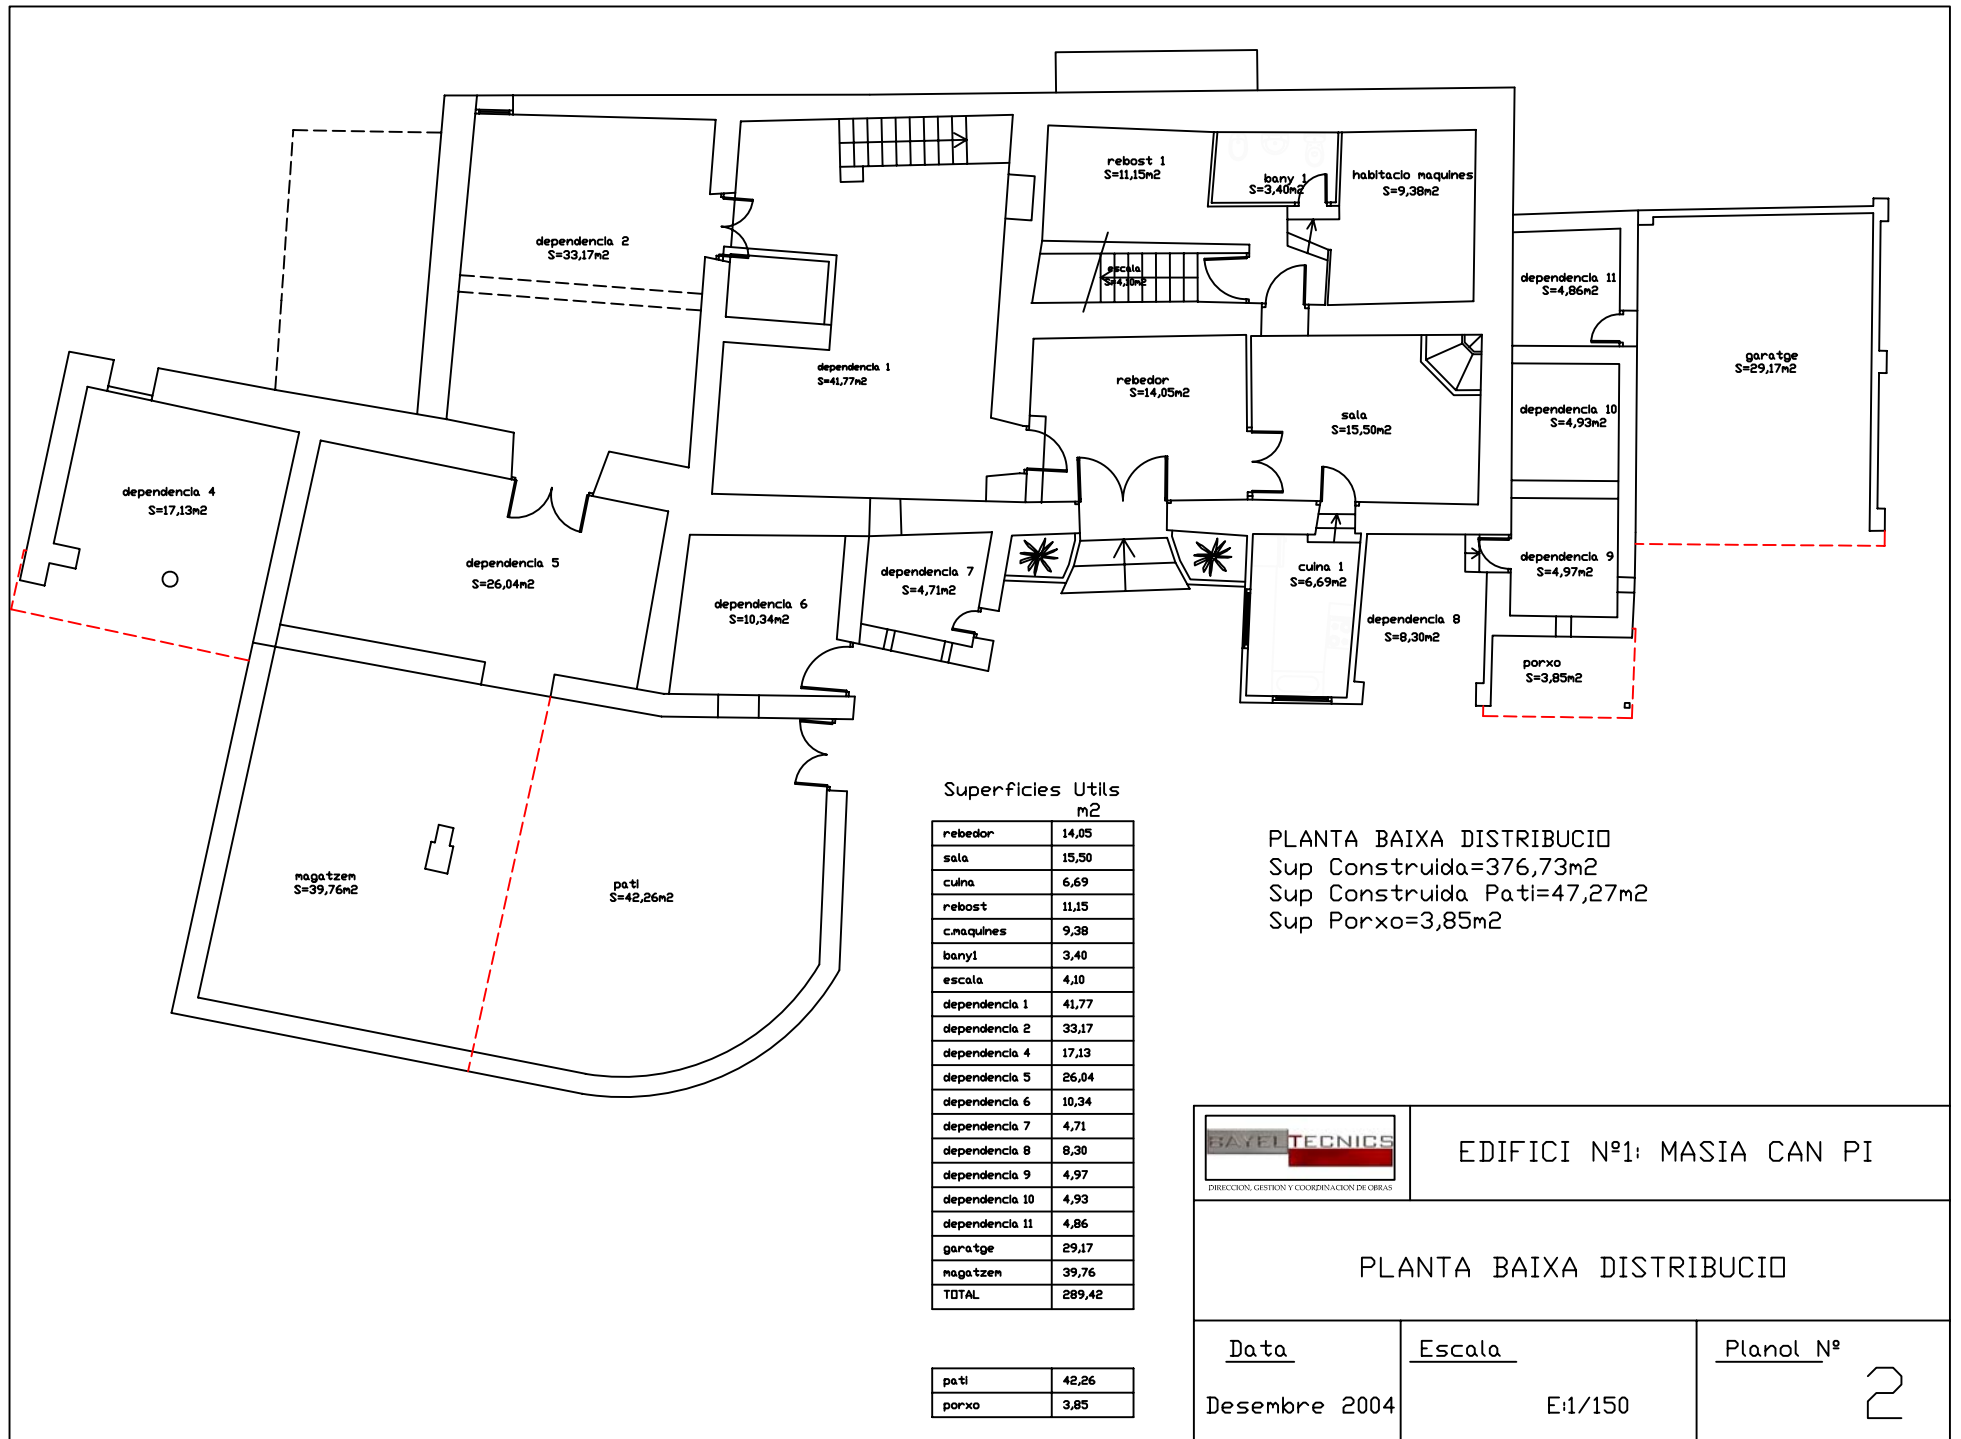 rebost 1
S=11,15m2
bany 1
S=3,40m2
habitacio maquines
S=9,38m2
dependencia 2
S=33,17m2
escala
S=4,10m2
dependencia 11
S=4,86m2
garatge
S=29,17m2
dependencia 1
S=41,77m2
rebedor
S=14,05m2
sala
S=15,50m2
dependencia 10
S=4,93m2
dependencia 4
S=17,13m2
dependencia 5
S=26,04m2
dependencia 7
S=4,71m2
cuina 1
S=6,69m2
dependencia 9
S=4,97m2
dependencia 6
S=10,34m2
dependencia 8
S=8,30m2
porxo
S=3,85m2
magatzem
S=39,76m2
pati
S=42,26m2
Superficies Utils
m2
rebedor 14,05
sala 15,50
cuina 6,69
rebost 11,15
c.maquines 9,38
bany1 3,40
escala 4,10
dependencia 1 41,77
dependencia 2 33,17
dependencia 4 17,13
dependencia 5 26,04
dependencia 6 10,34
dependencia 7 4,71
dependencia 8 8,30
dependencia 9 4,97
dependencia 10 4,93
dependencia 11 4,86
garatge 29,17
magatzem 39,76
TOTAL 289,42
pati 42,26
porxo 3,85
PLANTA BAIXA DISTRIBUCIO
Sup Construida=376,73m2
Sup Construida Pati=47,27m2
Sup Porxo=3,85m2
BAYELTECNICS
DIRECCION, GESTION Y COORDINACION DE OBRAS
EDIFICI Nº1: MASIA CAN PI
PLANTA BAIXA DISTRIBUCIO
Data
Desembre 2004
Escala
E:1/150
Planol Nº
2